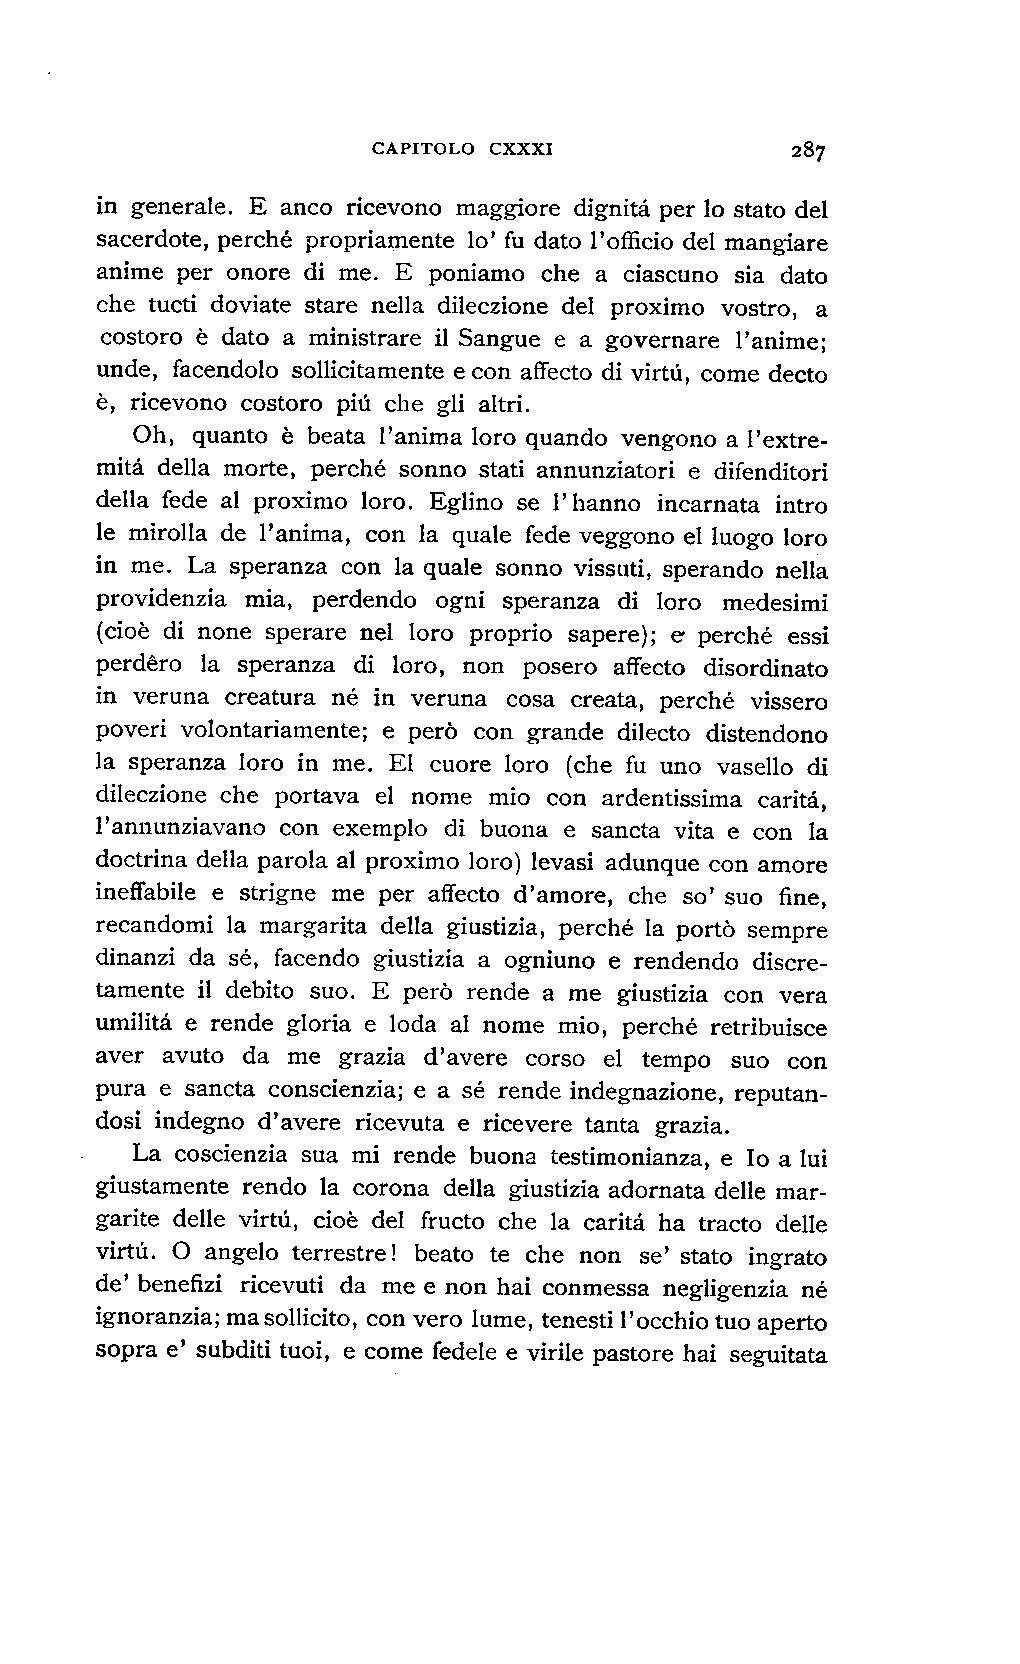 CAPITOLO CXXXI 287
in generale. E anco ricevono maggiore dignitá per lo stato del
sacerdote, perché propriamente lo' fu dato l'officio del mangiare
anime per onore di me. E poniamo che a ciascuno sia dato
che tucti doviate stare nella dileczione del proximo vostro, a
costoro è dato a ministrare il Sangue e a governare l'anime;
unde, facendolo sollicitamente e con affecto di virtú, come decto
è, ricevono costoro piú che gli altri.
Oh, quanto è beata l'anima loro quando vengono a l'extre-
mitá della morte, perché sonno stati annunziatori e difenditori
della fede al proximo loro. Eglino se l'hanno incarnata intro
le mirolla de l'anima, con la quale fede veggono el luogo loro
in me. La speranza con la quale sonno vissuti, sperando nella
providenzia mia, perdendo ogni speranza di loro medesimi
(cioè di none sperare nel loro proprio sapere); e perché essi
perdêro la speranza di loro, non posero affecto disordinato
in veruna creatura né in veruna cosa creata, perché vissero
poveri volontariamente; e però con grande dilecto distendono
la speranza loro in me. El cuore loro (che fu uno vasello di
dileczione che portava el nome mio con ardentissima caritá,
l'annunziavano con exemplo di buona e sancta vita e con la
doctrina della parola al proximo loro) levasi adunque con amore
ineffabile e strigne me per affecto d'amore, che so' suo fine,
recandomi la margarita della giustizia, perché la portò sempre
dinanzi da sé, facendo giustizia a ogniuno e rendendo discre-
tamente il debito suo. E però rende a me giustizia con vera
umilitá e rende gloria e loda al nome mio, perché retribuisce
aver avuto da me grazia d'avere corso el tempo suo con
pura e sancta conscienzia; e a sé rende indegnazione, reputan-
dosi indegno d'avere ricevuta e ricevere tanta grazia.
La coscienzia sua mi rende buona testimonianza, e Io a lui
giustamente rendo la corona della giustizia adornata delle mar-
garite delle virtú, cioè del fructo che la caritá ha tracto delle
virtú. O angelo terrestre! beato te che non se' stato ingrato
de' benefizi ricevuti da me e non hai conmessa negligenzia né
ignoranzia; ma sollicito, con vero lume, tenesti l'occhio tuo aperto
sopra e' subditi tuoi, e come fedele e virile pastore hai seguitata